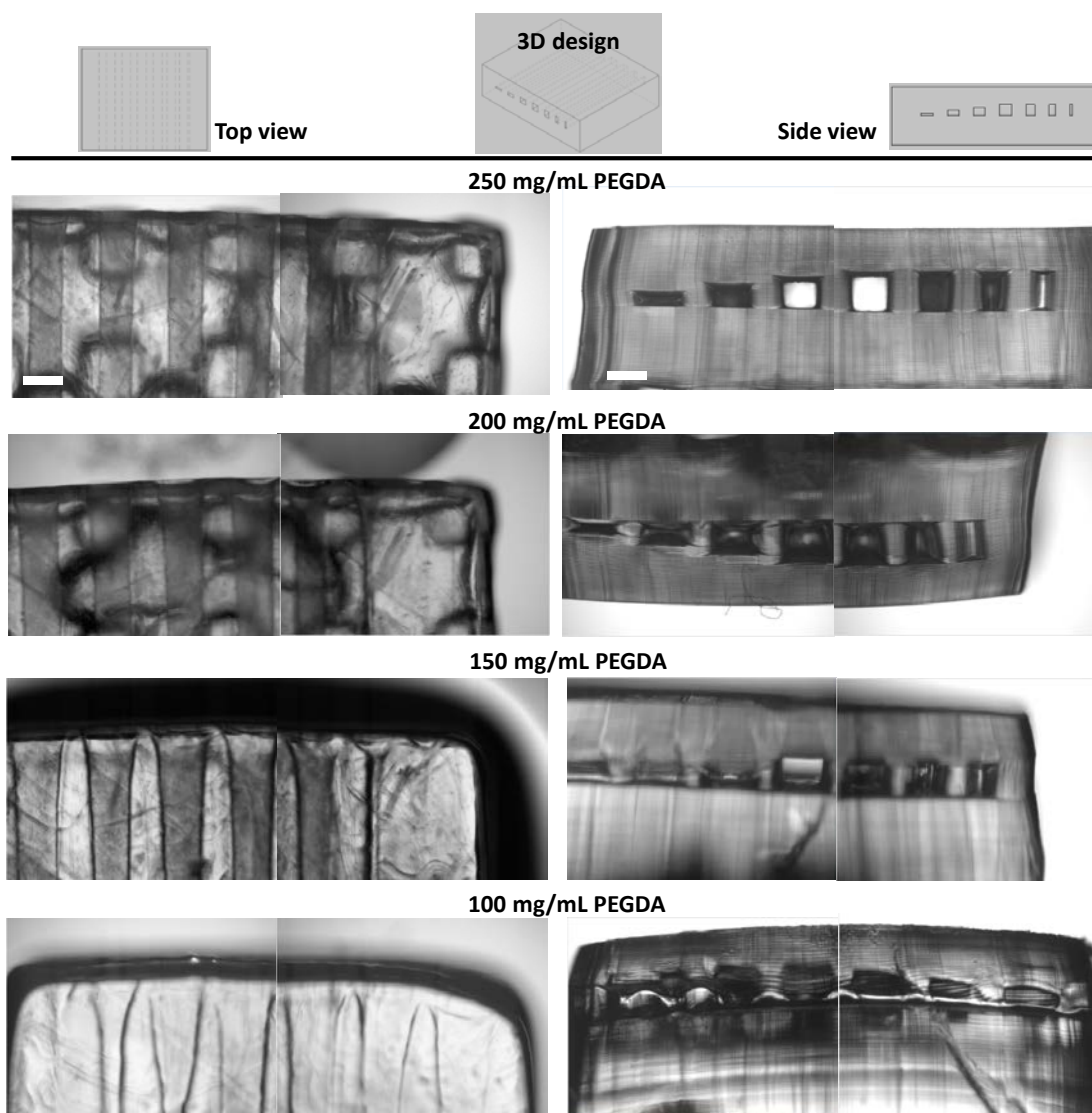 3D design
Top view
Side view
250 mg/mL PEGDA
200 mg/mL PEGDA
150 mg/mL PEGDA
100 mg/mL PEGDA